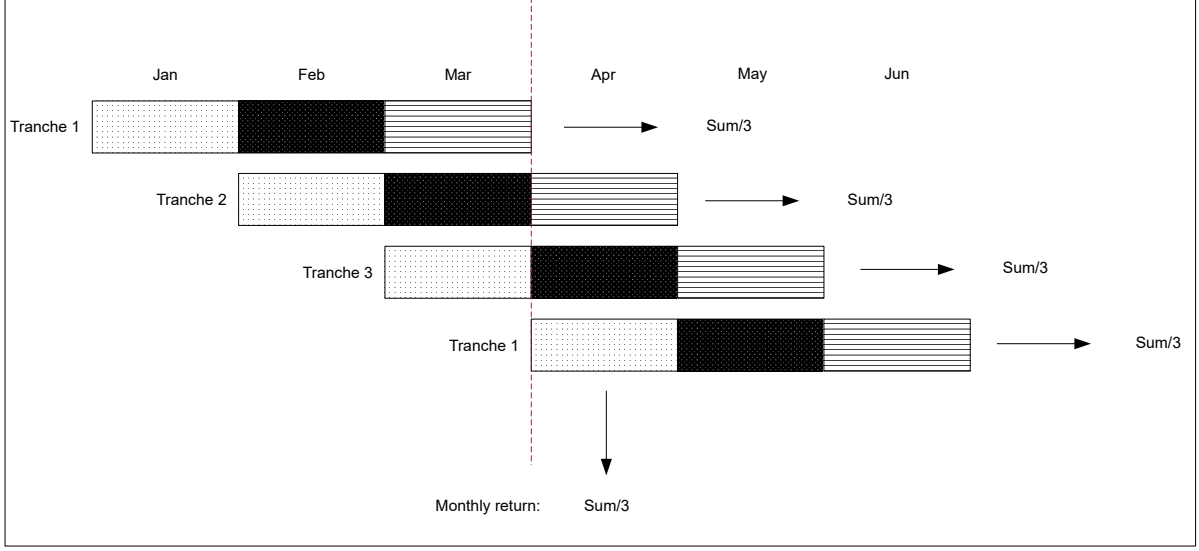 Jan Feb Mar Apr May Jun
Tranche 1 Sum/3
Tranche 2 Sum/3
Tranche 3 Sum/3
Tranche 1 Sum/3
Monthly return: Sum/3